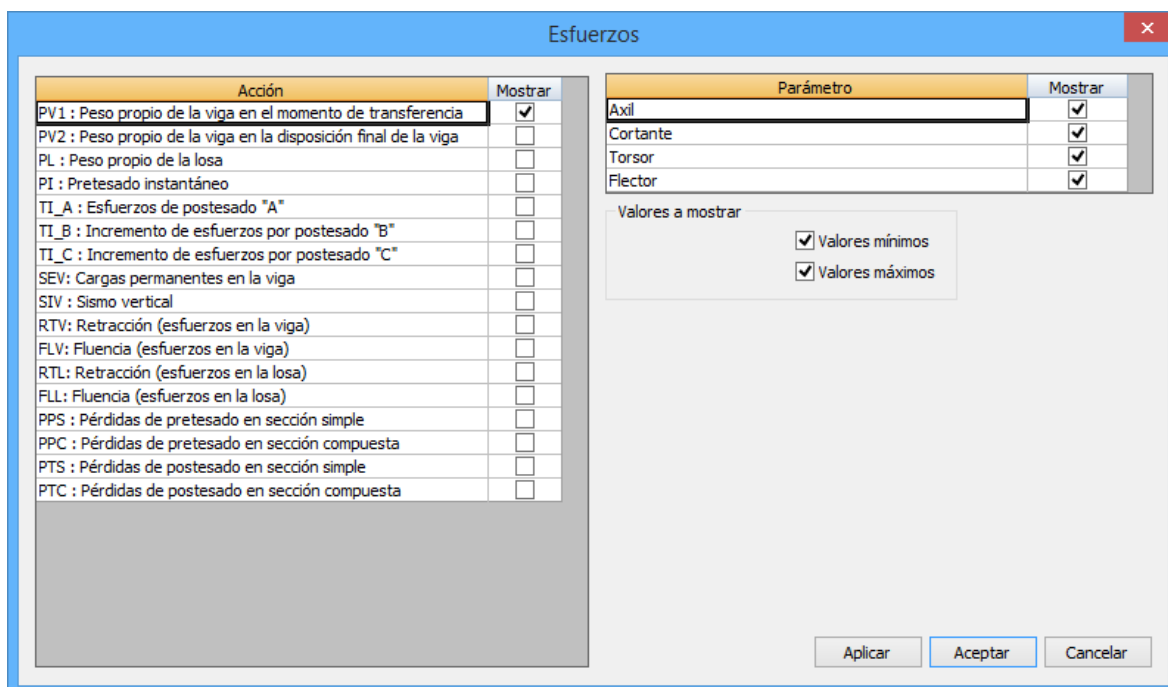 Esfuerzos
Acción Mostrar
PV1 : Peso propio de la viga en el momento de transferencia
PV2 : Peso propio de la viga en la disposición final de la viga
PL : Peso propio de la losa
PI : Pretesado instantáneo
TI_A : Esfuerzos de postesado "A"
TI_B : Incremento de esfuerzos por postesado "B"
TI_C : Incremento de esfuerzos por postesado "C"
SEV: Cargas permanentes en la viga
SIV : Sismo vertical
RTV: Retracción (esfuerzos en la viga)
FLV: Fluencia (esfuerzos en la viga)
RTL: Retracción (esfuerzos en la losa)
FLL: Fluencia (esfuerzos en la losa)
PPS : Pérdidas de pretesado en sección simple
PPC : Pérdidas de pretesado en sección compuesta
PTS : Pérdidas de postesado en sección simple
PTC : Pérdidas de postesado en sección compuesta
Parámetro Mostrar
Axil
Cortante
Torsor
Flector
Valores a mostrar
Valores mínimos
Valores máximos
Aplicar Aceptar Cancelar